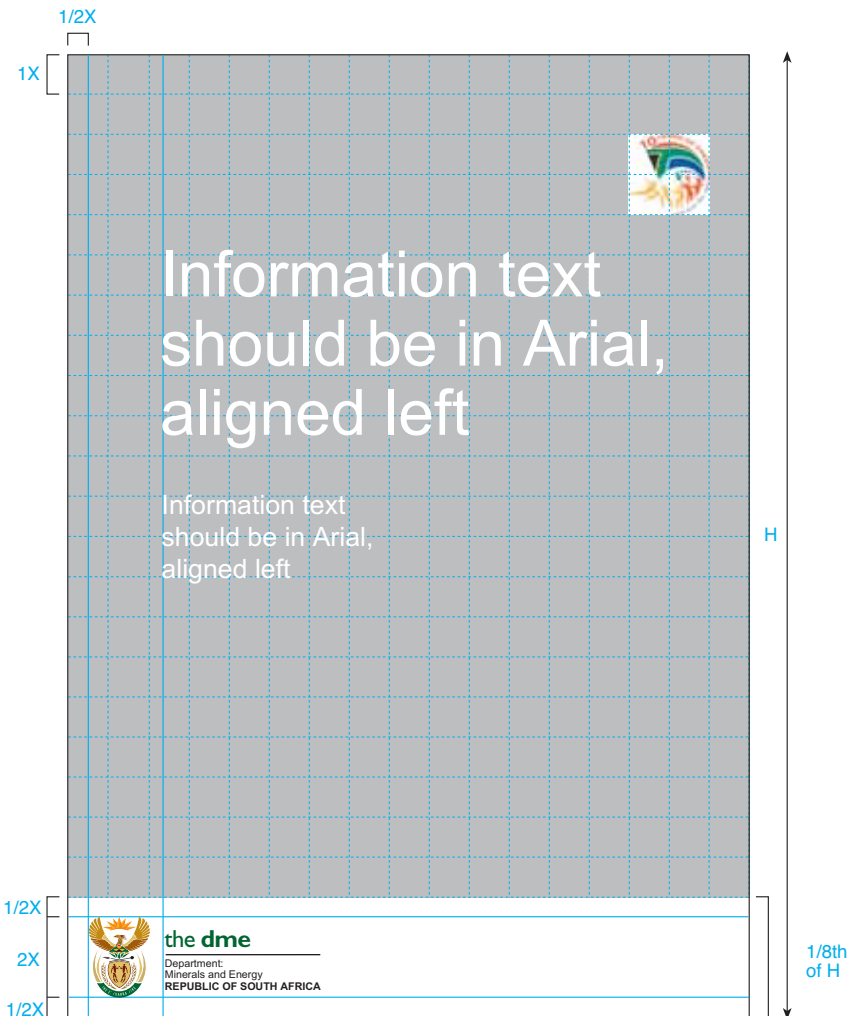 1/2X
1X
Information text
should be in Arial,
aligned left
Information text
should be in Arial,
aligned left
H
1/2X
the dme
Department:
Minerals and Energy
REPUBLIC OF SOUTH AFRICA
2X
1/8th
of H
1/2X